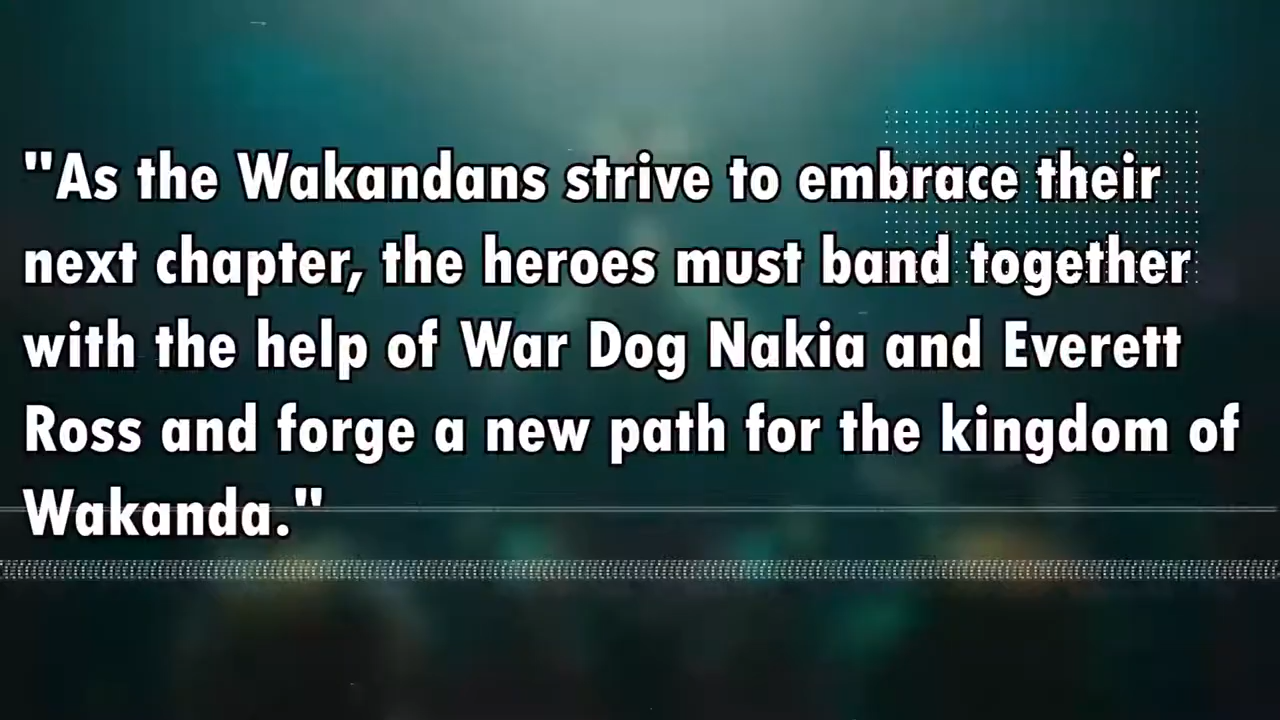 "As the Wakandans strive to embrace their
next chapter, the heroes must band together
with the help of War Dog Nakia and Everett
Ross and forge a new path for the kingdom of
Wakanda."